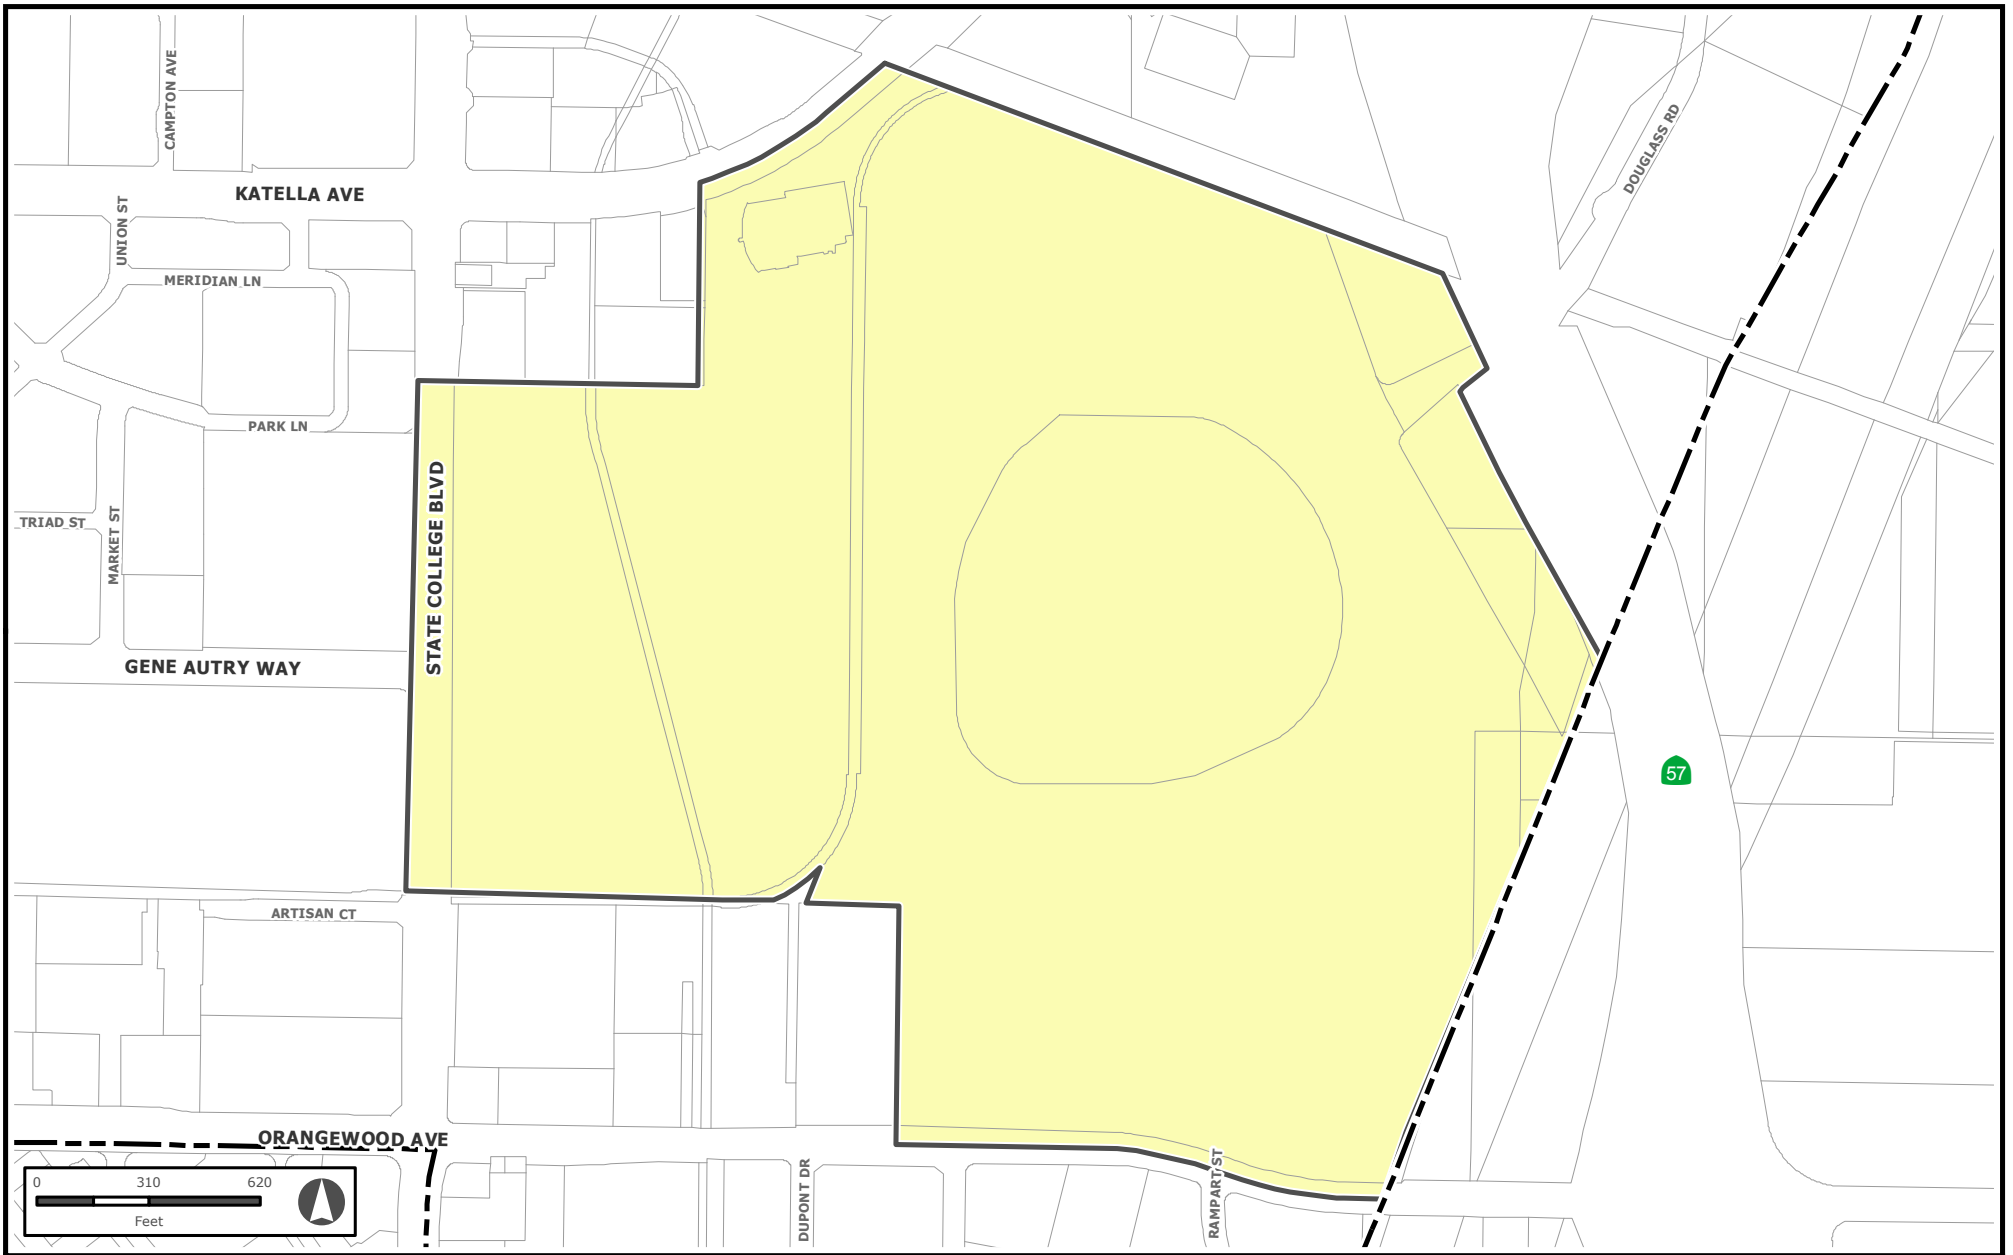 CAMPTON AVE
DOUGLASS RD
KATELLA AVE
UNION ST
MERIDIAN LN
PARK LN
STATE COLLEGE BLVD
TRIAD ST
MARKET ST
GENE AUTRY WAY
57
ARTISAN CT
ORANGEWOOD AVE
DUPONT DR
RAMPART ST
0 310 620
Feet